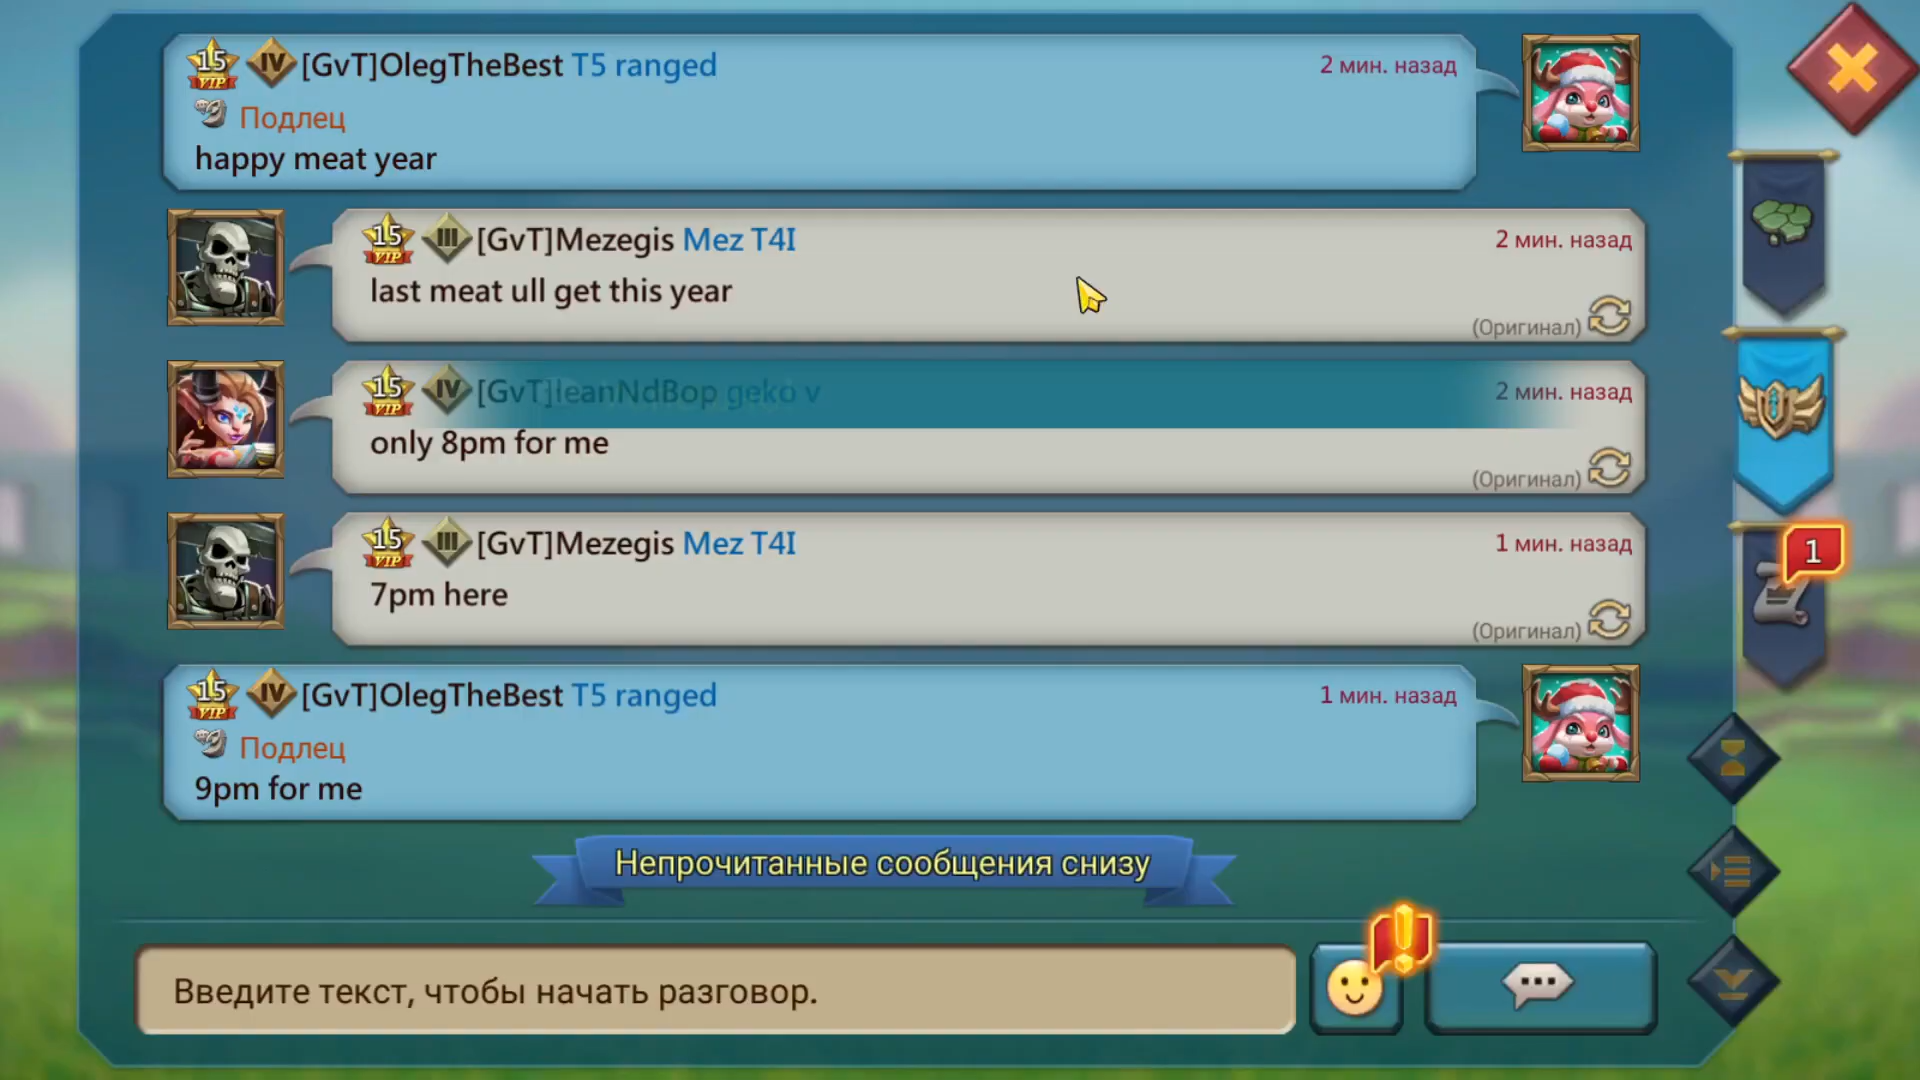 15 VIP IV [GvT]OlegTheBest T5 ranged 2 мин. назад
Подлец
happy meat year
15 VIP III [GvT]Mezegis Mez T4I 2 мин. назад
last meat ull get this year
(Оригинал)
15 VIP IV [GvT]IeanNdBop geko v 2 мин. назад
only 8pm for me
(Оригинал)
15 VIP III [GvT]Mezegis Mez T4I 1 мин. назад
7pm here
(Оригинал)
1
15 VIP IV [GvT]OlegTheBest T5 ranged 1 мин. назад
Подлец
9pm for me
Непрочитанные сообщения снизу
Введите текст, чтобы начать разговор.